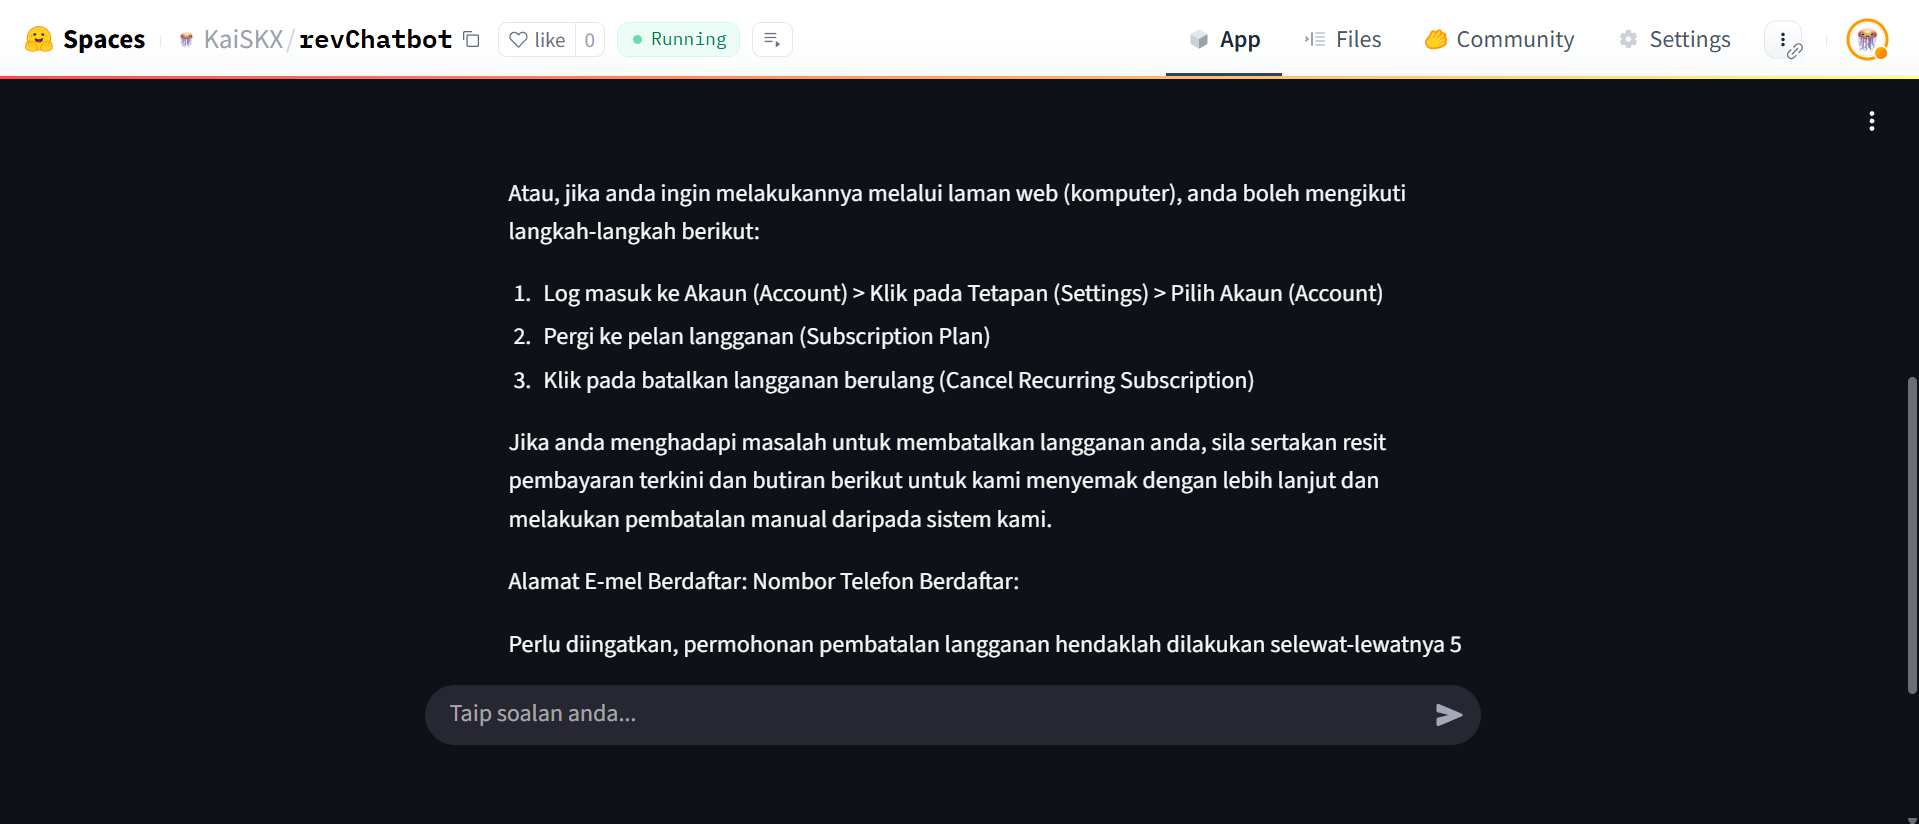 Spaces KaiSKX/revChatbot like 0 Running App Files Community Settings
Atau, jika anda ingin melakukannya melalui laman web (komputer), anda boleh mengikuti
langkah-langkah berikut:
1. Log masuk ke Akaun (Account) > Klik pada Tetapan (Settings) > Pilih Akaun (Account)
2. Pergi ke pelan langganan (Subscription Plan)
3. Klik pada batalkan langganan berulang (Cancel Recurring Subscription)
Jika anda menghadapi masalah untuk membatalkan langganan anda, sila sertakan resit
pembayaran terkini dan butiran berikut untuk kami menyemak dengan lebih lanjut dan
melakukan pembatalan manual daripada sistem kami.
Alamat E-mel Berdaftar: Nombor Telefon Berdaftar:
Perlu diingatkan, permohonan pembatalan langganan hendaklah dilakukan selewat-lewatnya 5
Taip soalan anda...